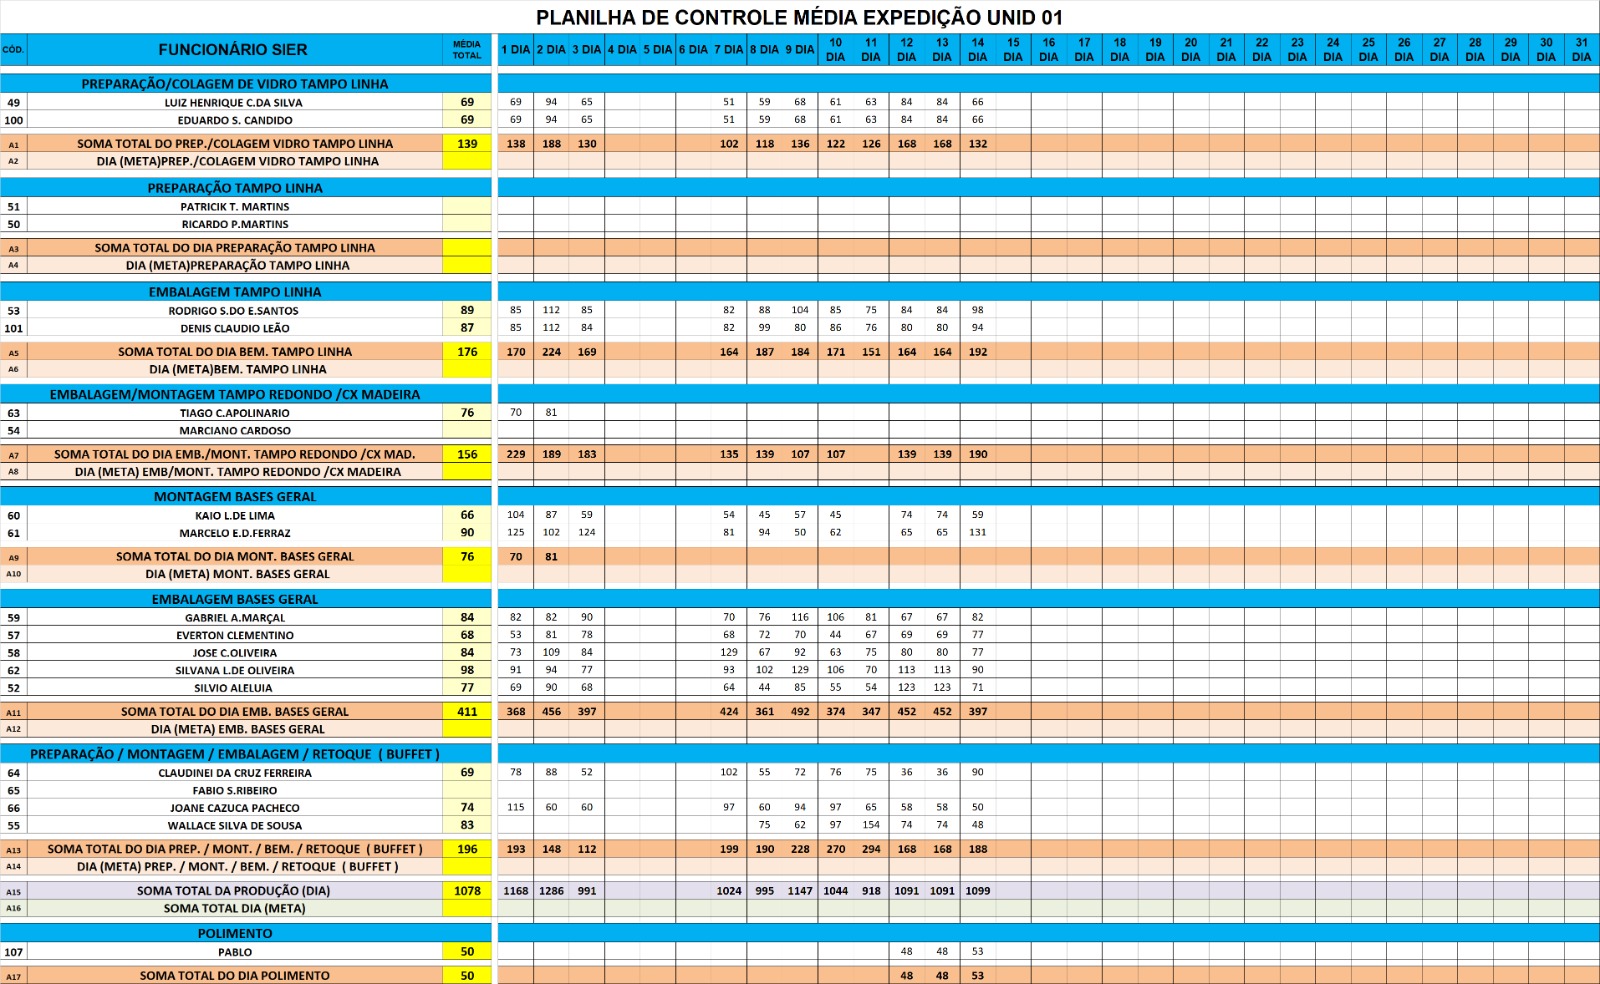 PLANILHA DE CONTROLE MÉDIA EXPEDIÇÃO UNID 01
CÓD. FUNCIONÁRIO SIER MÉDIA TOTAL 1 DIA 2 DIA 3 DIA 4 DIA 5 DIA 6 DIA 7 DIA 8 DIA 9 DIA 10 DIA 11 DIA 12 DIA 13 DIA 14 DIA 15 DIA 16 DIA 17 DIA 18 DIA 19 DIA 20 DIA 21 DIA 22 DIA 23 DIA 24 DIA 25 DIA 26 DIA 27 DIA 28 DIA 29 DIA 30 DIA 31 DIA
PREPARAÇÃO/COLAGEM DE VIDRO TAMPO LINHA
49 LUIZ HENRIQUE C.DA SILVA 69 69 94 65 51 59 68 61 63 84 84 66
100 EDUARDO S. CANDIDO 69 69 94 65 51 59 68 61 63 84 84 66
A1 SOMA TOTAL DO PREP./COLAGEM VIDRO TAMPO LINHA 139 138 188 130 102 118 136 122 126 168 168 132
A2 DIA (META)PREP./COLAGEM VIDRO TAMPO LINHA
PREPARAÇÃO TAMPO LINHA
51 PATRICIK T. MARTINS
50 RICARDO P.MARTINS
A3 SOMA TOTAL DO DIA PREPARAÇÃO TAMPO LINHA
A4 DIA (META)PREPARAÇÃO TAMPO LINHA
EMBALAGEM TAMPO LINHA
53 RODRIGO S.DO E.SANTOS 89 85 112 85 82 88 104 85 75 84 84 98
101 DENIS CLAUDIO LEÃO 87 85 112 84 82 99 80 86 76 80 80 94
A5 SOMA TOTAL DO DIA BEM. TAMPO LINHA 176 170 224 169 164 187 184 171 151 164 164 192
A6 DIA (META)BEM. TAMPO LINHA
EMBALAGEM/MONTAGEM TAMPO REDONDO /CX MADEIRA
63 TIAGO C.APOLINARIO 76 70 81
54 MARCIANO CARDOSO
A7 SOMA TOTAL DO DIA EMB./MONT. TAMPO REDONDO /CX MAD. 156 229 189 183 135 139 107 107 139 139 190
A8 DIA (META) EMB/MONT. TAMPO REDONDO /CX MADEIRA
MONTAGEM BASES GERAL
60 KAIO L.DE LIMA 66 104 87 59 54 45 57 45 74 74 59
61 MARCELO E.D.FERRAZ 90 125 102 124 81 94 50 62 65 65 131
A9 SOMA TOTAL DO DIA MONT. BASES GERAL 76 70 81
A10 DIA (META) MONT. BASES GERAL
EMBALAGEM BASES GERAL
59 GABRIEL A.MARÇAL 84 82 82 90 70 76 116 106 81 67 67 82
57 EVERTON CLEMENTINO 68 53 81 78 68 72 70 44 67 69 69 77
58 JOSE C.OLIVEIRA 84 73 109 84 129 67 92 63 75 80 80 77
62 SILVANA L.DE OLIVEIRA 98 91 94 77 93 102 129 106 70 113 113 90
52 SILVIO ALELUIA 77 69 90 68 64 44 85 55 54 123 123 71
A11 SOMA TOTAL DO DIA EMB. BASES GERAL 411 368 456 397 424 361 492 374 347 452 452 397
A12 DIA (META) EMB. BASES GERAL
PREPARAÇÃO / MONTAGEM / EMBALAGEM / RETOQUE ( BUFFET )
64 CLAUDINEI DA CRUZ FERREIRA 69 78 88 52 102 55 72 76 75 36 36 90
65 FABIO S.RIBEIRO
66 JOANE CAZUCA PACHECO 74 115 60 60 97 60 94 97 65 58 58 50
55 WALLACE SILVA DE SOUSA 83 75 62 97 154 74 74 48
A13 SOMA TOTAL DO DIA PREP. / MONT. / BEM. / RETOQUE ( BUFFET ) 196 193 148 112 199 190 228 270 294 168 168 188
A14 DIA (META) PREP. / MONT. / BEM. / RETOQUE ( BUFFET )
A15 SOMA TOTAL DA PRODUÇÃO (DIA) 1078 1168 1286 991 1024 995 1147 1044 918 1091 1091 1099
A16 SOMA TOTAL DIA (META)
POLIMENTO
107 PABLO 50 48 48 53
A17 SOMA TOTAL DO DIA POLIMENTO 50 48 48 53